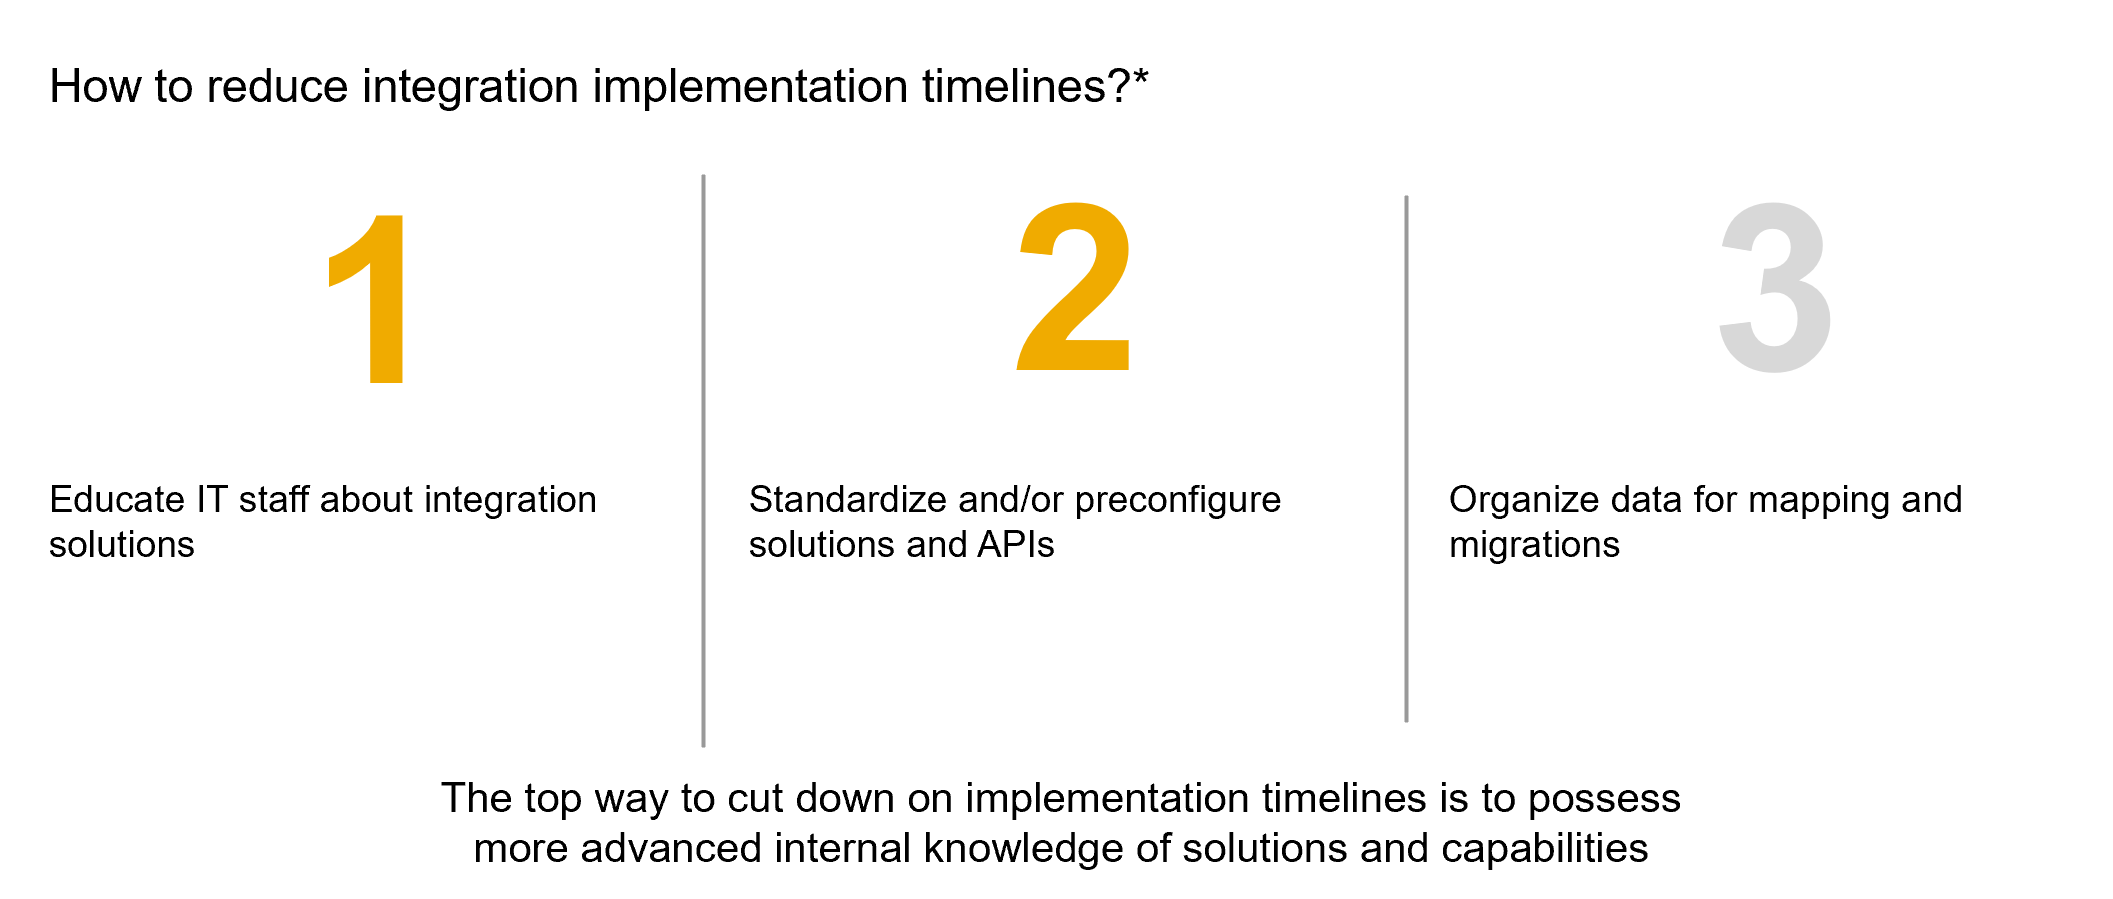 How to reduce integration implementation timelines?*
1
Educate IT staff about integration
solutions
2
Standardize and/or preconfigure
solutions and APIs
3
Organize data for mapping and
migrations
The top way to cut down on implementation timelines is to possess
more advanced internal knowledge of solutions and capabilities